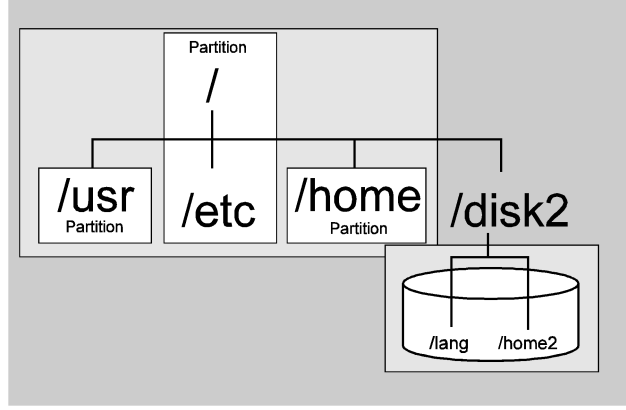 Partition
/
/usr
Partition
/etc
/home
Partition
/disk2
/lang
/home2